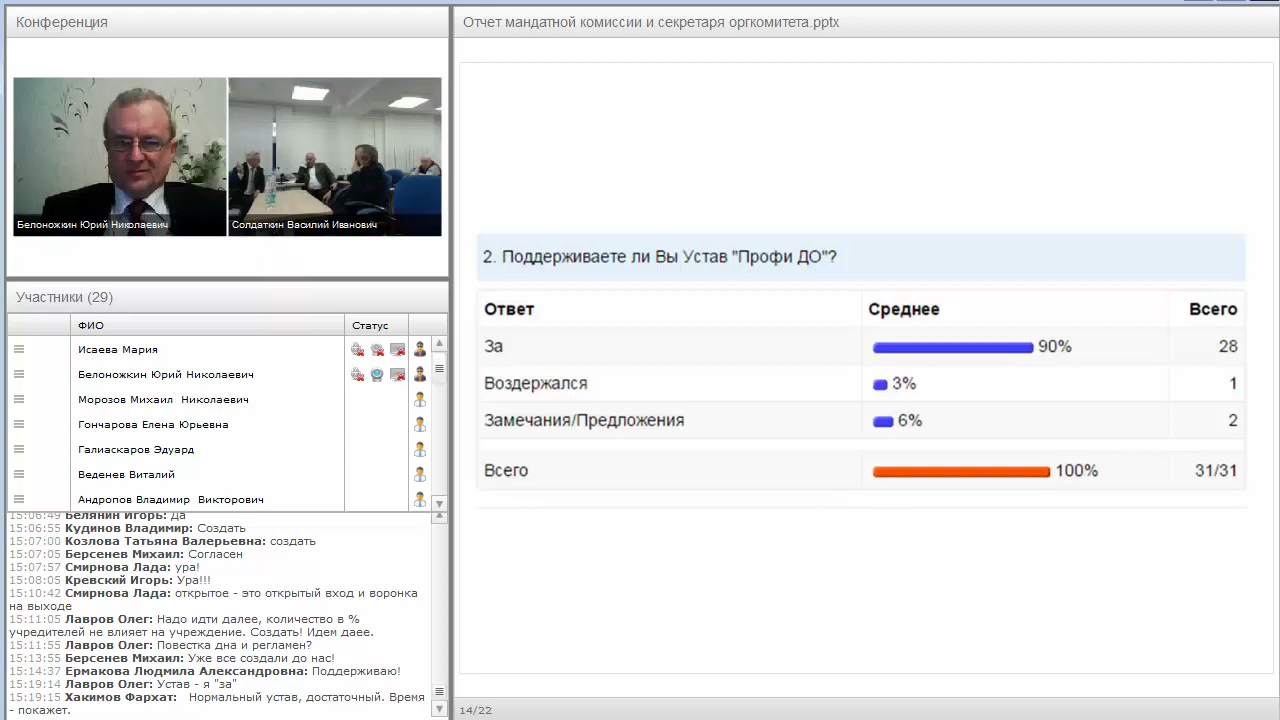 Конференция
Белоножкин Юрий Николаевич
Солдаткин Василий Иванович
Участники (29)
ФИО Статус
Исаева Мария
Белоножкин Юрий Николаевич
Морозов Михаил Николаевич
Гончарова Елена Юрьевна
Галиаскаров Эдуард
Веденев Виталий
Андропов Владимир Викторович
15:06:49 Белянин Игорь: Да
15:06:55 Кудинов Владимир: Создать
15:07:00 Козлова Татьяна Валерьевна: создать
15:07:05 Берсенев Михаил: Согласен
15:07:57 Смирнова Лада: ура!
15:08:05 Кревский Игорь: Ура!!!
15:10:42 Смирнова Лада: открытое - это открытый вход и воронка
на выходе
15:11:05 Лавров Олег: Надо идти далее, количество в %
учредителей не влияет на учреждение. Создать! Идем даее.
15:11:55 Лавров Олег: Повестка дна и регламен?
15:13:55 Берсенев Михаил: Уже все создали до нас!
15:14:37 Ермакова Людмила Александровна: Поддерживаю!
15:19:14 Лавров Олег: Устав - я "за"
15:19:15 Хакимов Фархат: Нормальный устав, достаточный. Время
- покажет.
Отчет мандатной комиссии и секретаря оргкомитета.pptx
2. Поддерживаете ли Вы Устав "Профи ДО"?
Ответ Среднее Всего
За 90% 28
Воздержался 3% 1
Замечания/Предложения 6% 2
Всего 100% 31/31
14/22